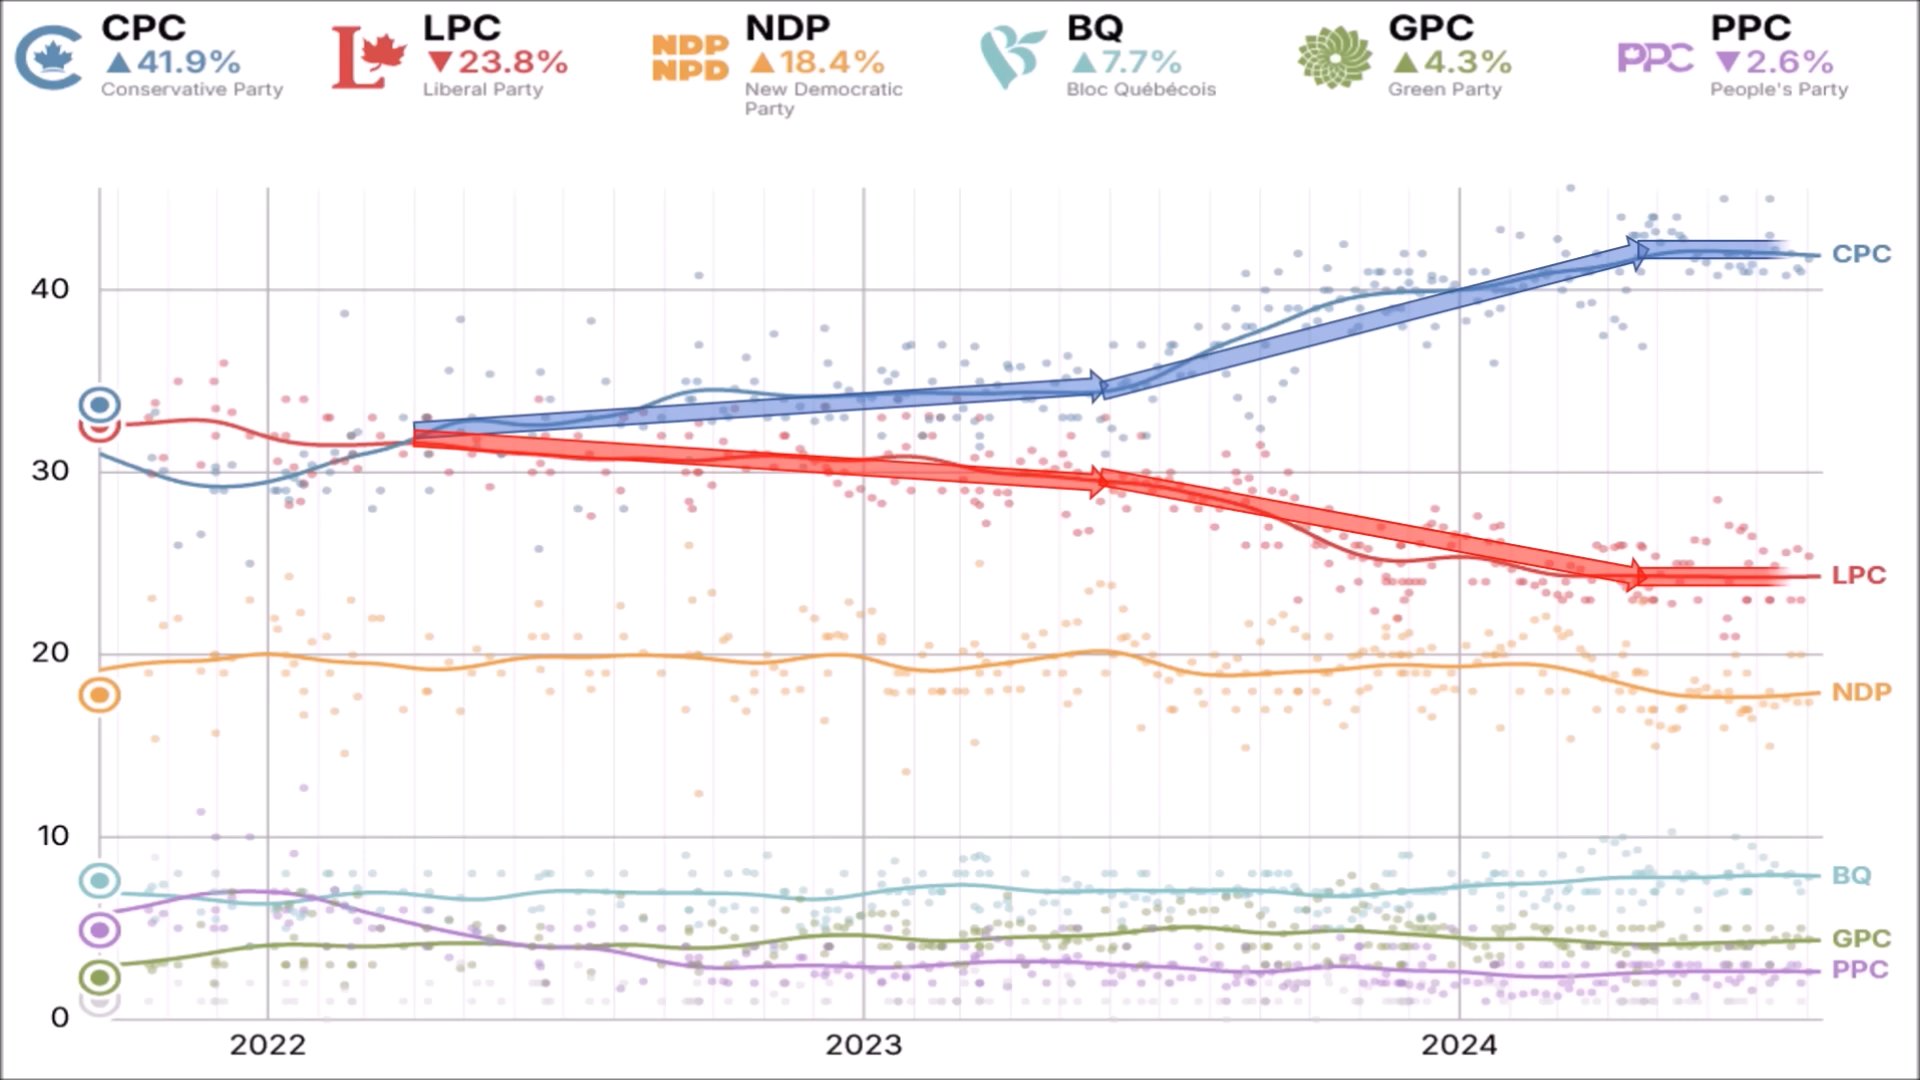 CPC
▲41.9%
Conservative Party
LPC
▼23.8%
Liberal Party
NDP
NPD
NDP
▲18.4%
New Democratic
Party
BQ
▲7.7%
Bloc Québécois
GPC
▲4.3%
Green Party
PPC
PPC
▼2.6%
People's Party
40
30
20
10
0
CPC
LPC
NDP
BQ
GPC
PPC
2022
2023
2024